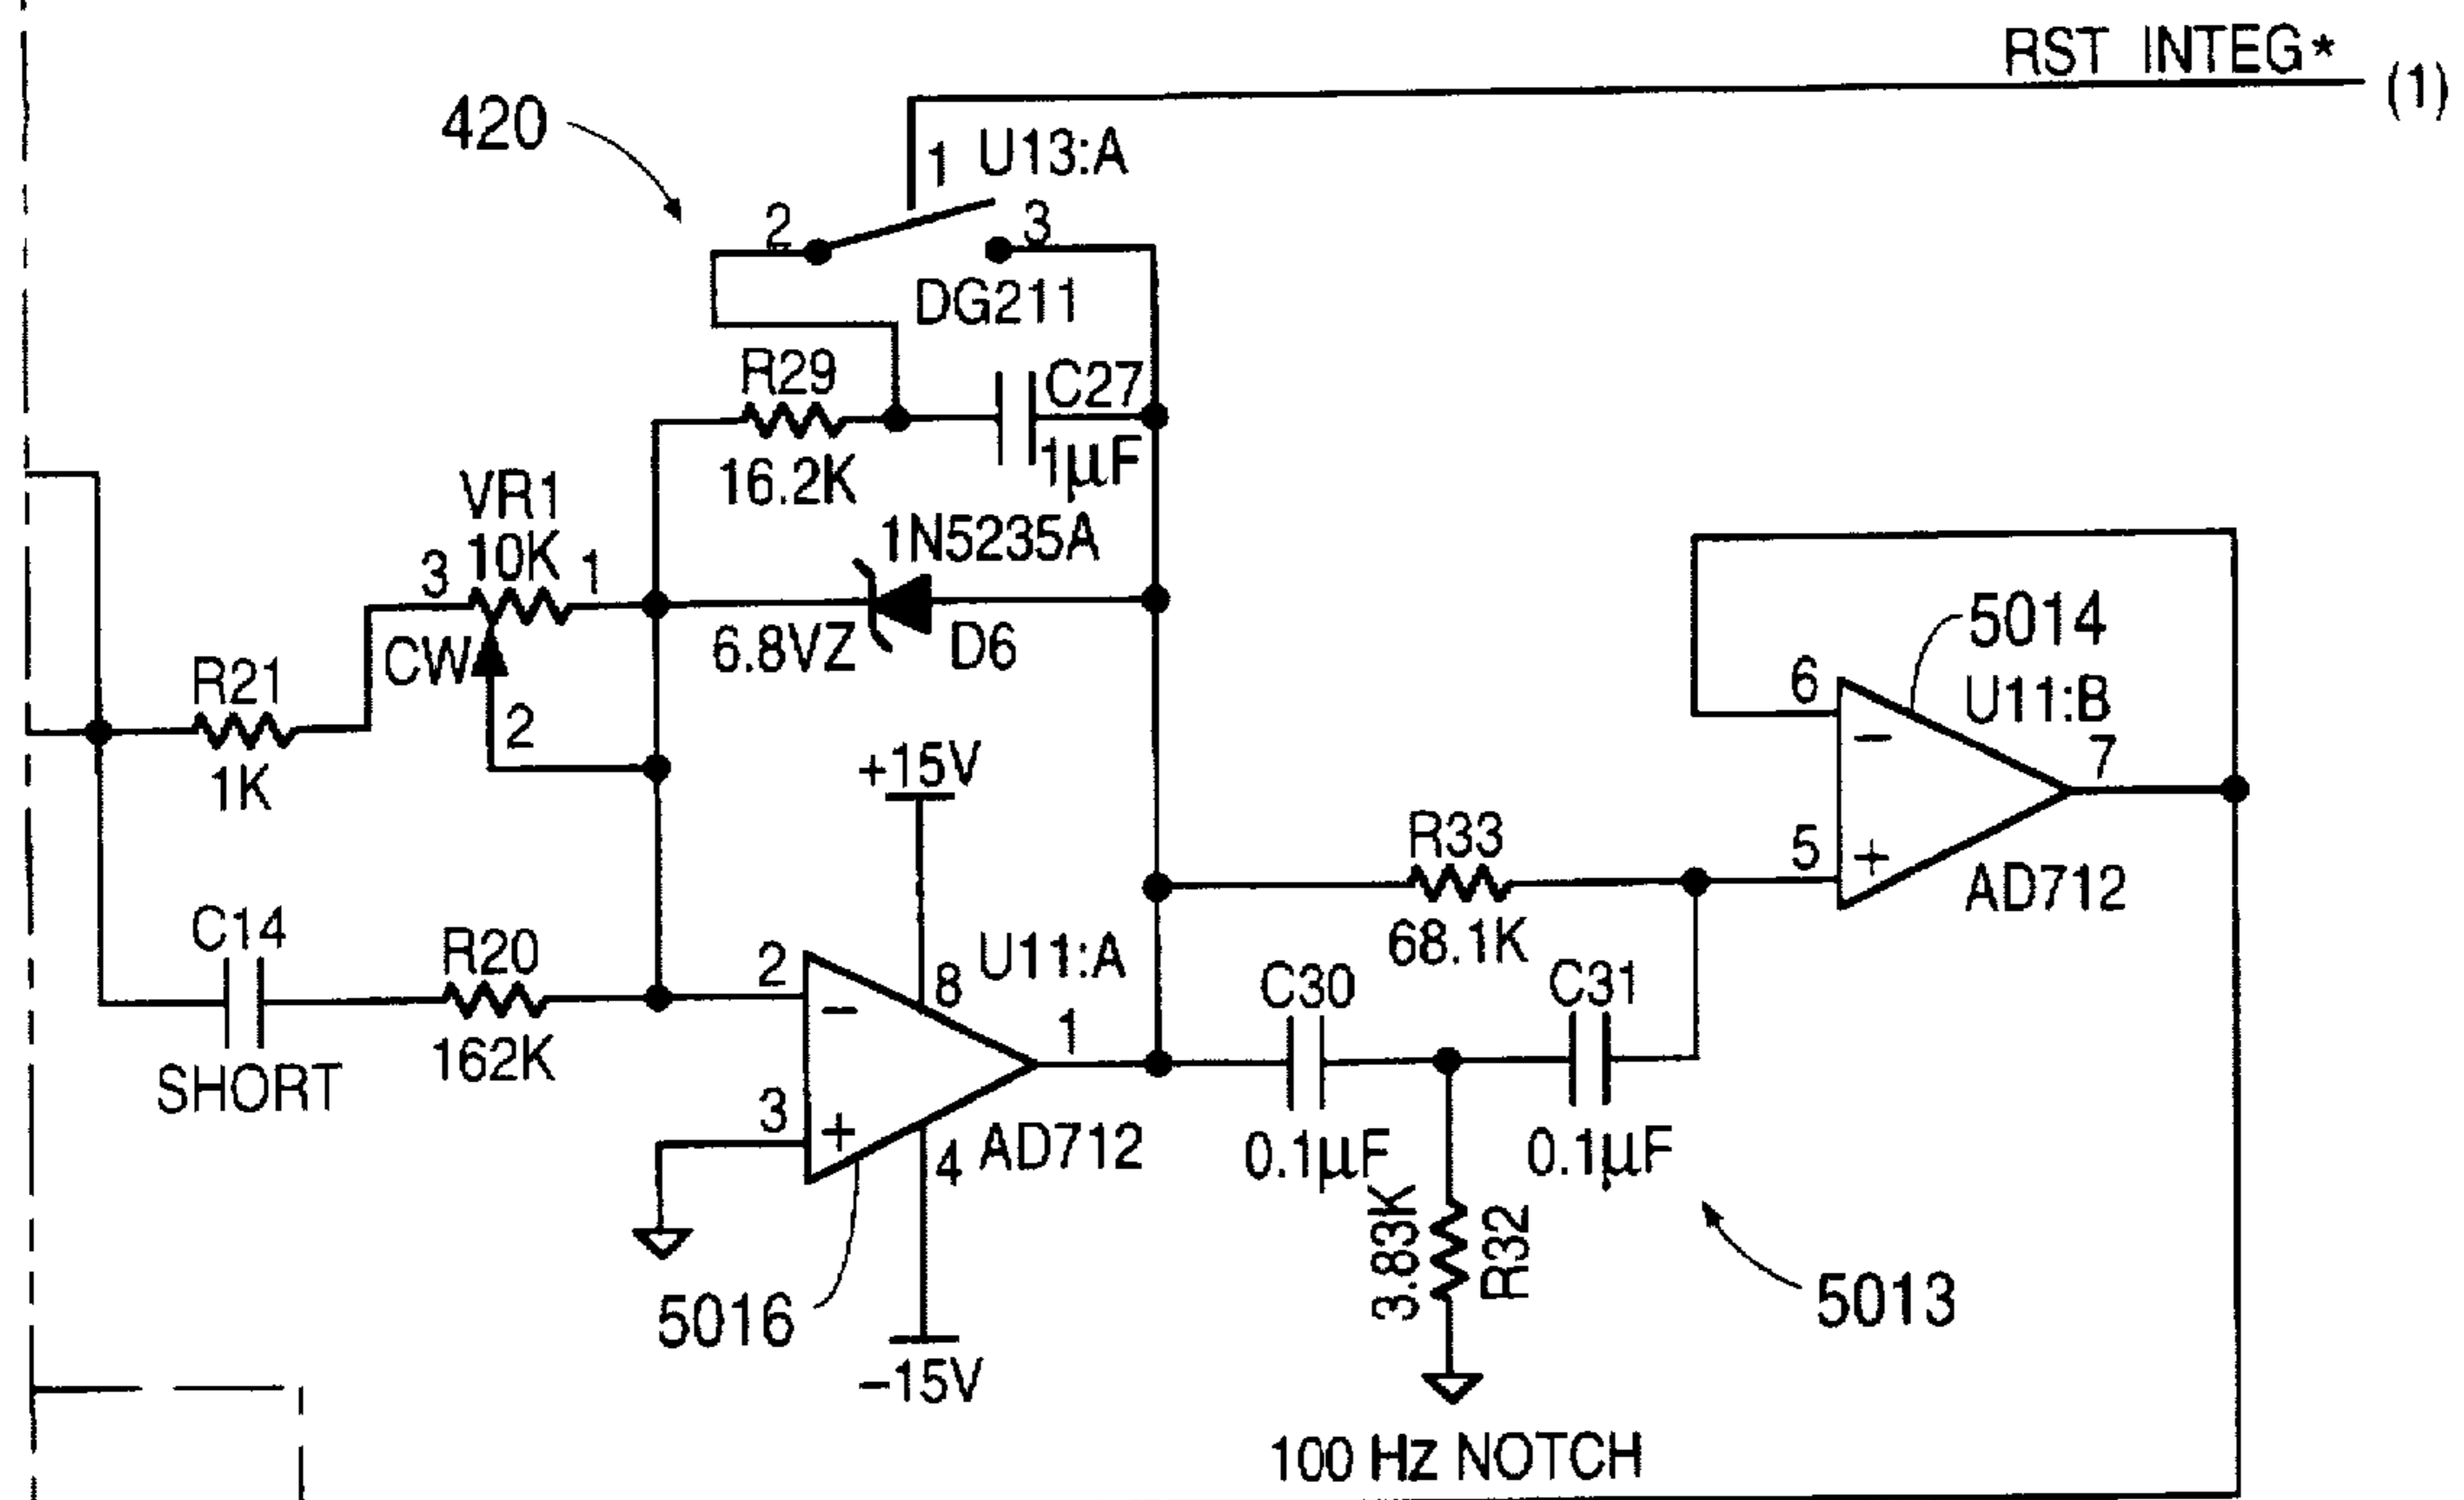 RST INTEG*
(1)
420
1
U13:A
2
3
DG211
R29
C27
16.2K
1µF
VR1
10K
3
1
1N5235A
CW
6.8VZ
D6
5014
R21
2
6
U11:B
1K
+15V
−
7
R33
5
+
AD712
68.1K
C14
R20
2
U11:A
8
C30
C31
−
162K
1
SHORT
3
+
4
AD712
0.1µF
0.1µF
3.83K
R32
5016
5013
−15V
100 Hz NOTCH